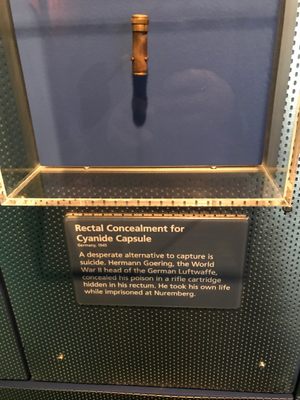 Rectal Concealment for
Cyanide Capsule
Germany, 1945
A desperate alternative to capture is
suicide. Hermann Goering, the World
War II head of the German Luftwaffe,
concealed his poison in a rifle cartridge
hidden in his rectum. He took his own life
while imprisoned at Nuremberg.